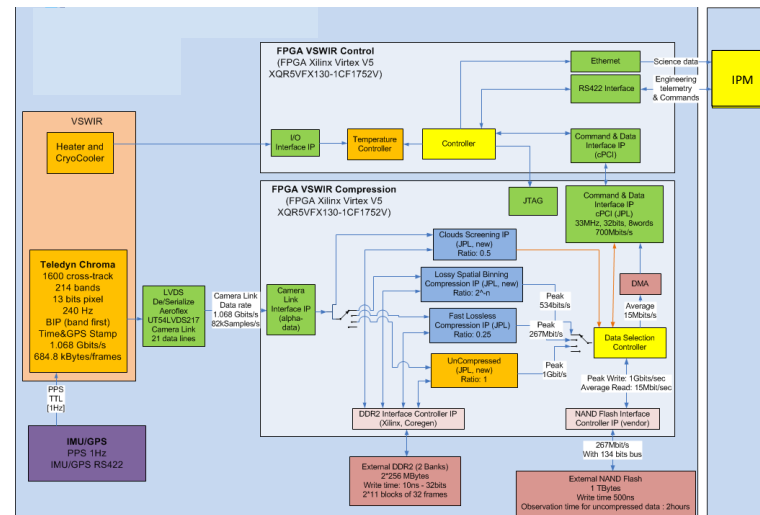 FPGA VSWIR Control
(FPGA Xilinx Virtex V5
XQR5VFX130-1CF1752V)
Ethernet
Science data
RS422 Interface
Engineering
telemetry
& Commands
IPM
VSWIR
Heater and
CryoCooler
I/O
Interface IP
Temperature
Controller
Controller
Command & Data
Interface IP
(cPCI)
FPGA VSWIR Compression
(FPGA Xilinx Virtex V5
XQR5VFX130-1CF1752V)
JTAG
Command & Data
Interface IP
cPCI (JPL)
33MHz, 32bits, 8words
700Mbits/s
Clouds Screening IP
(JPL, new)
Ratio: 0.5
Teledyn Chroma
1600 cross-track
214 bands
13 bits pixel
240 Hz
BIP (band first)
Time&GPS Stamp
1.068 Gbits/s
684.8 kBytes/frames
LVDS
De/Serialize
Aeroflex
UT54LVDS217
Camera Link
21 data lines
Camera Link
Data rate
1.068 Gbits/s
82kSamples/s
Camera
Link
Interface IP
(alpha-
data)
Lossy Spatial Binning
Compression IP (JPL, new)
Ratio: 2^-n
Peak
534bits/s
DMA
Average
15Mbits/s
Fast Lossless
Compression IP (JPL)
Ratio: 0.25
Peak
267Mbit/s
Data Selection
Controller
UnCompressed
(JPL, new)
Ratio: 1
Peak
1Gbit/s
Peak Write: 1Gbits/sec
Average Read: 15Mbit/sec
PPS
TTL
[1Hz]
DDR2 Interface Controller IP
(Xilinx, Coregen)
NAND Flash Interface
Controller IP (vendor)
IMU/GPS
PPS 1Hz
IMU/GPS RS422
267Mbit/s
With 134 bits bus
External DDR2 (2 Banks)
2*256 MBytes
Write time: 10ns - 32bits
2*11 blocks of 32 frames
External NAND Flash
1 TBytes
Write time 500ns
Observation time for uncompressed data : 2hours